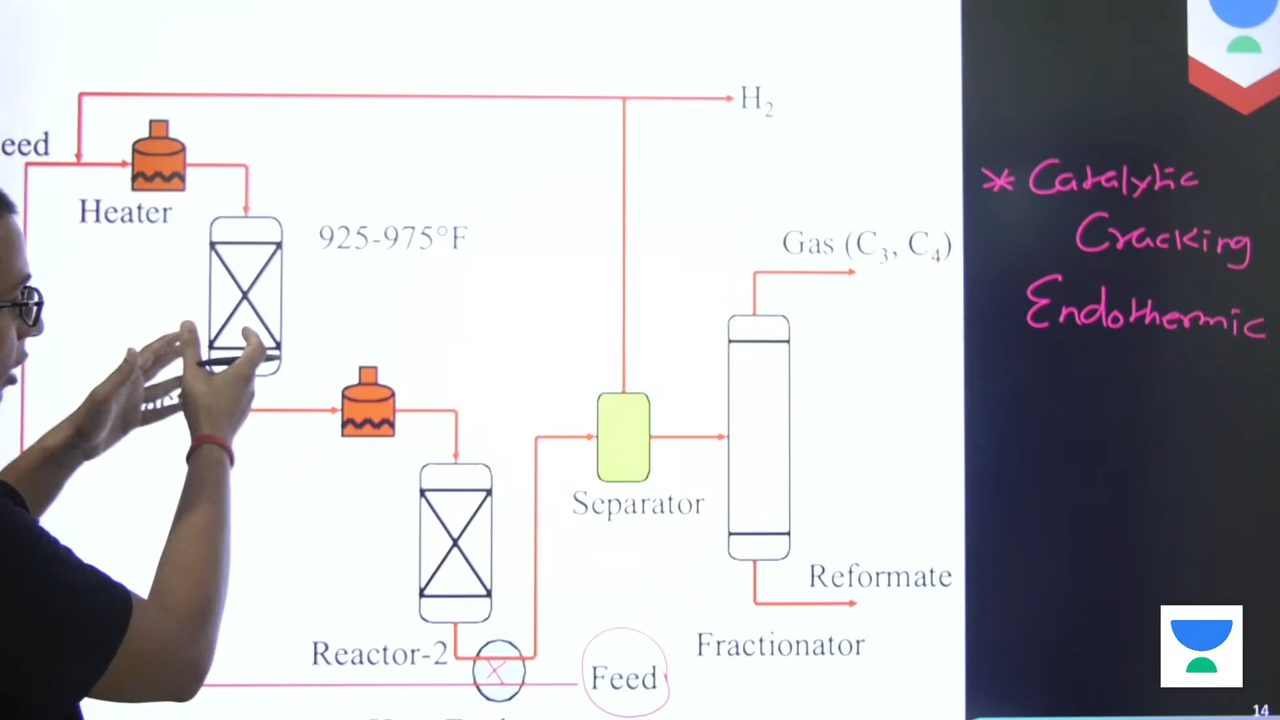 H₂
eed
Heater
925-975°F
Gas (C₃, C₄)
Separator
Reformate
Reactor-2
Feed
Fractionator
* Catalytic
Cracking
Endothermic
14